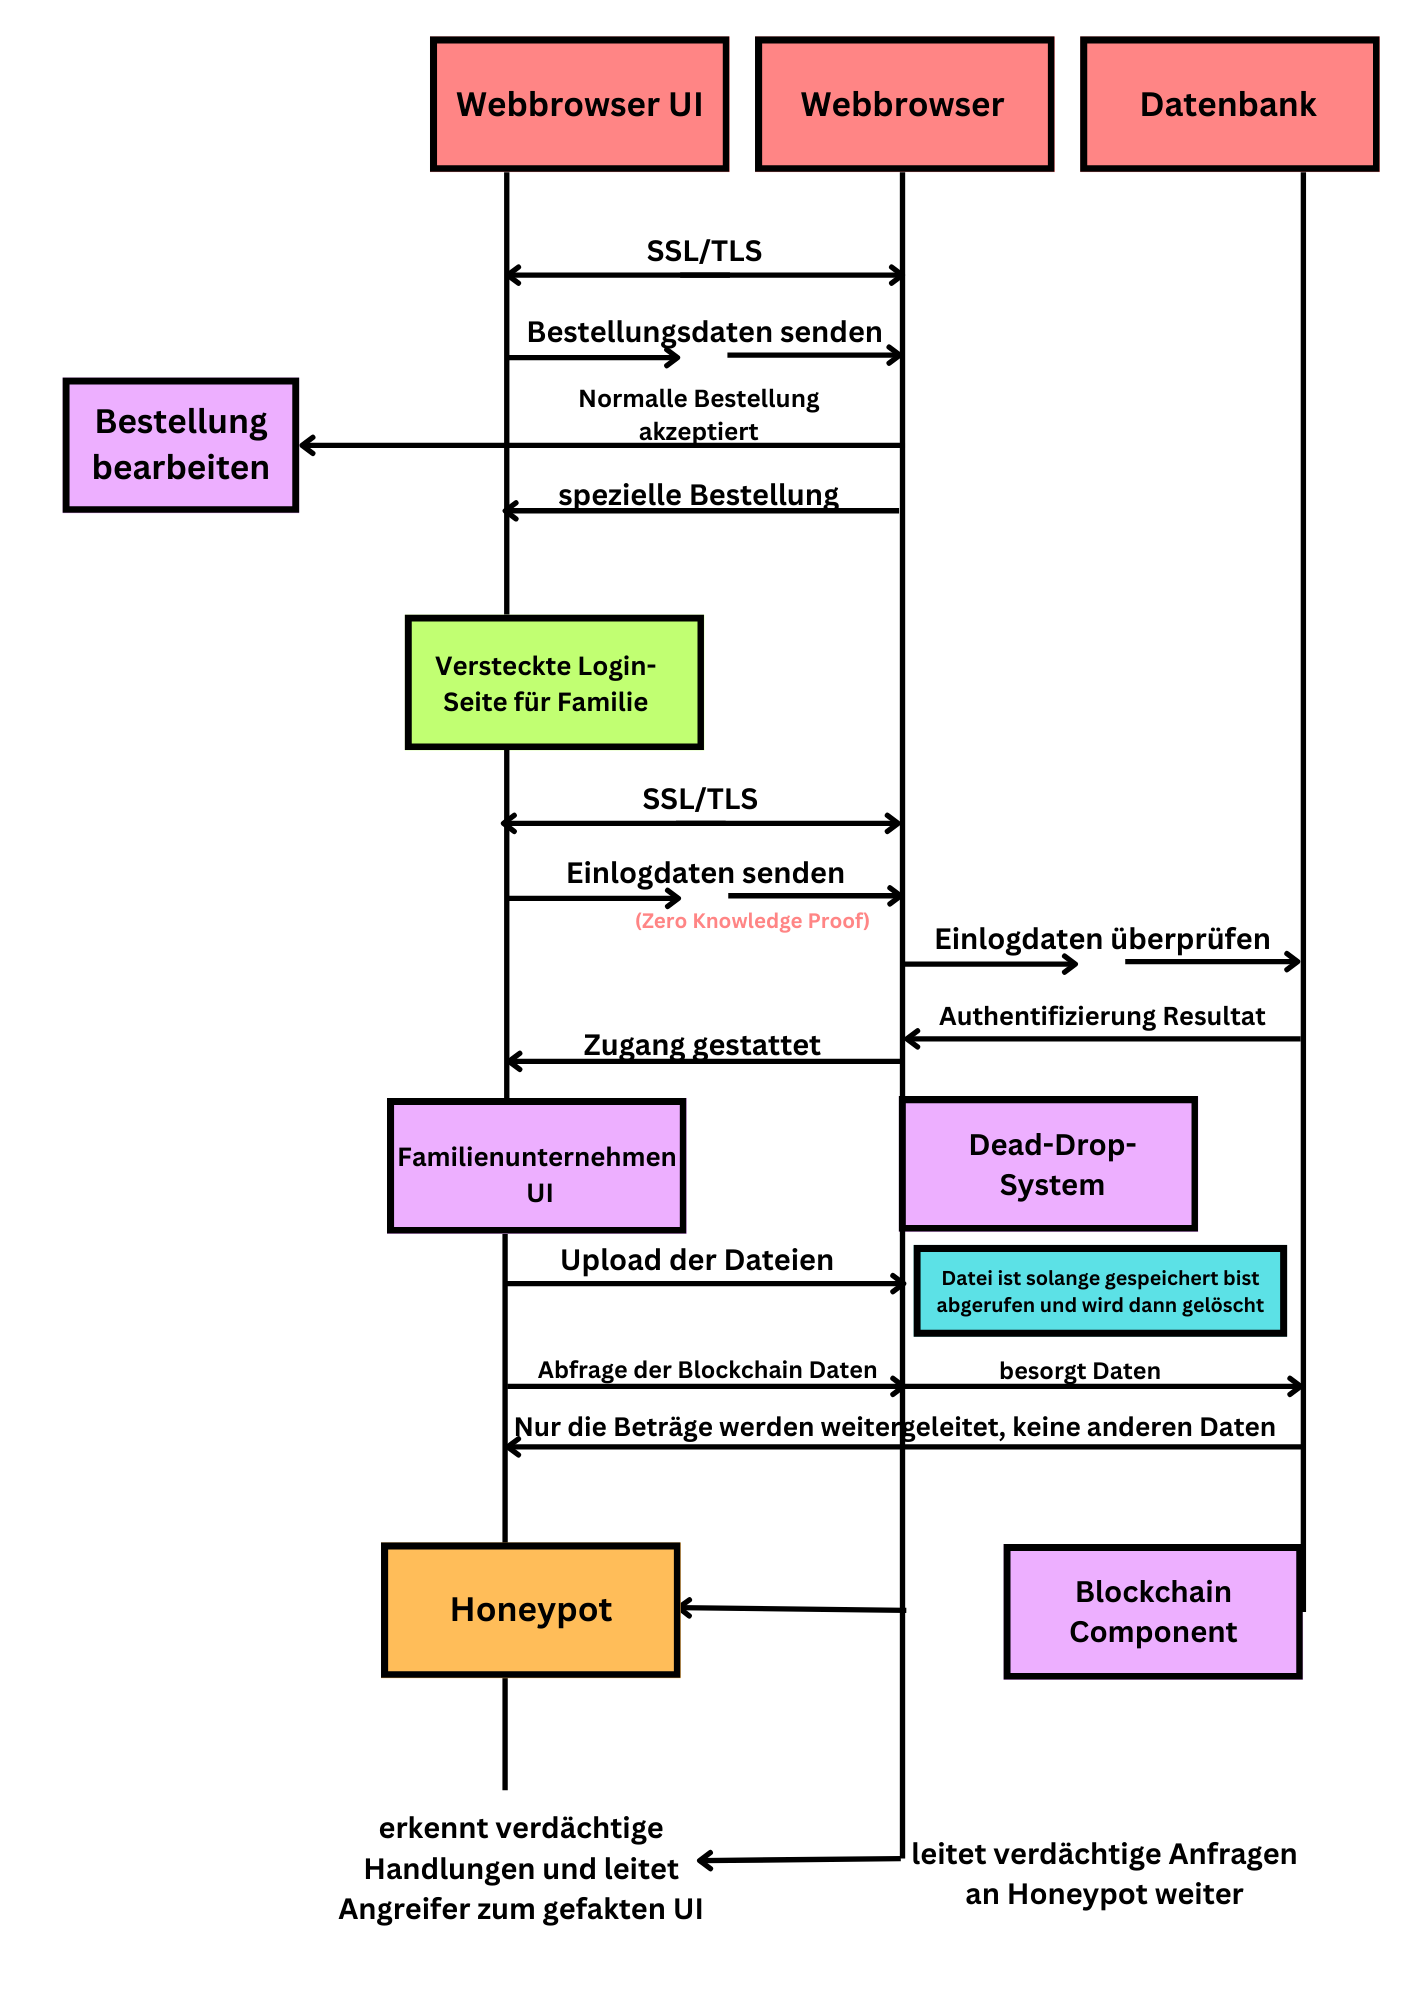 Webbrowser UI
Webbrowser
Datenbank
SSL/TLS
Bestellungsdaten senden
Normalle Bestellung
akzeptiert
Bestellung
bearbeiten
spezielle Bestellung
Versteckte Login-
Seite für Familie
SSL/TLS
Einlogdaten senden
(Zero Knowledge Proof)
Einlogdaten überprüfen
Authentifizierung Resultat
Zugang gestattet
Familienunternehmen
UI
Dead-Drop-
System
Upload der Dateien
Datei ist solange gespeichert bist
abgerufen und wird dann gelöscht
Abfrage der Blockchain Daten
besorgt Daten
Nur die Beträge werden weitergeleitet, keine anderen Daten
Honeypot
Blockchain
Component
erkennt verdächtige
Handlungen und leitet
Angreifer zum gefakten UI
leitet verdächtige Anfragen
an Honeypot weiter